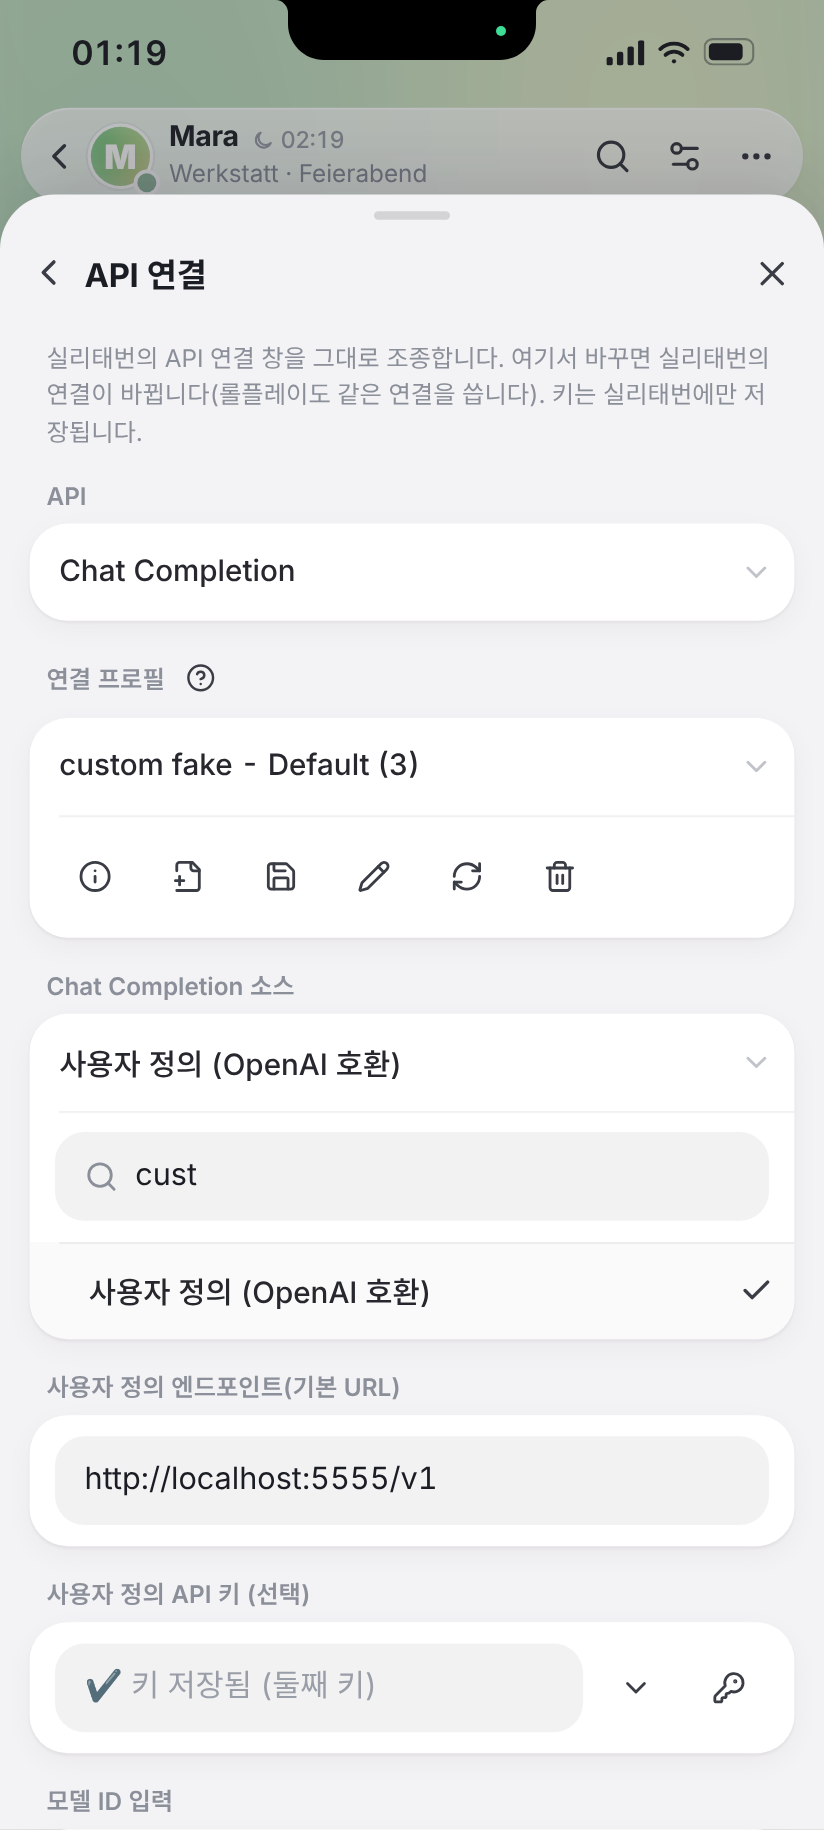 01:19
Mara 02:19
M
Werkstatt · Feierabend
API 연결
실리태번의 API 연결 창을 그대로 조종합니다. 여기서 바꾸면 실리태번의
연결이 바뀝니다(롤플레이도 같은 연결을 씁니다). 키는 실리태번에만 저
장됩니다.
API
Chat Completion
연결 프로필
custom fake - Default (3)
Chat Completion 소스
사용자 정의 (OpenAI 호환)
cust
사용자 정의 (OpenAI 호환)
사용자 정의 엔드포인트(기본 URL)
http://localhost:5555/v1
사용자 정의 API 키 (선택)
✔️ 키 저장됨 (둘째 키)
모델 ID 입력